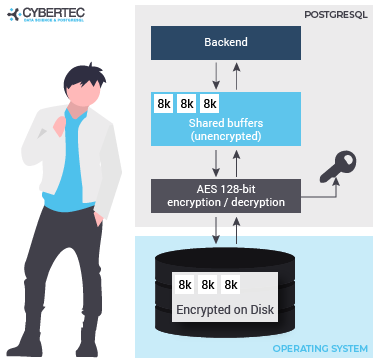 CYBERTEC
DATA SCIENCE & POSTGRESQL
POSTGRESQL
Backend
8k 8k 8k
Shared buffers
(unencrypted)
AES 128-bit
encryption / decryption
8k 8k 8k
Encrypted on Disk
OPERATING SYSTEM